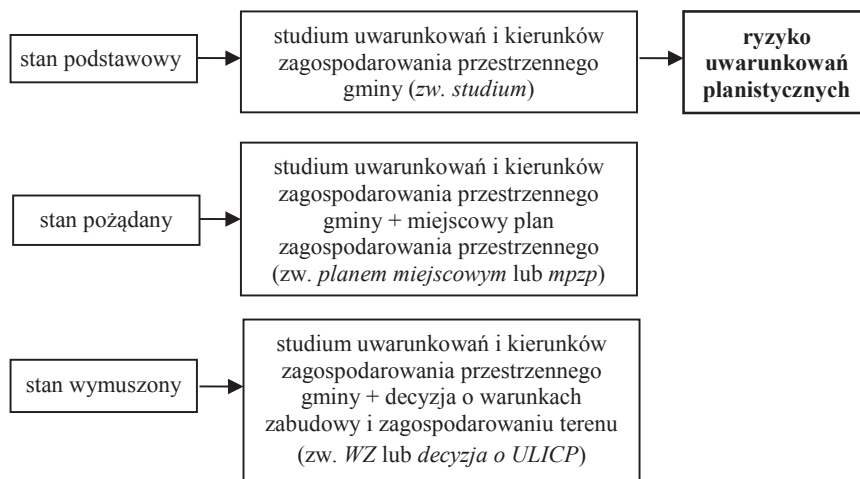 stan podstawowy
studium uwarunkowań i kierunków
zagospodarowania przestrzennego
gminy (zw. studium)
ryzyko
uwarunkowań
planistycznych
stan pożądany
studium uwarunkowań i kierunków
zagospodarowania przestrzennego
gminy + miejscowy plan
zagospodarowania przestrzennego
(zw. planem miejscowym lub mpzp)
stan wymuszony
studium uwarunkowań i kierunków
zagospodarowania przestrzennego
gminy + decyzja o warunkach
zabudowy i zagospodarowaniu terenu
(zw. WZ lub decyzja o ULICP)